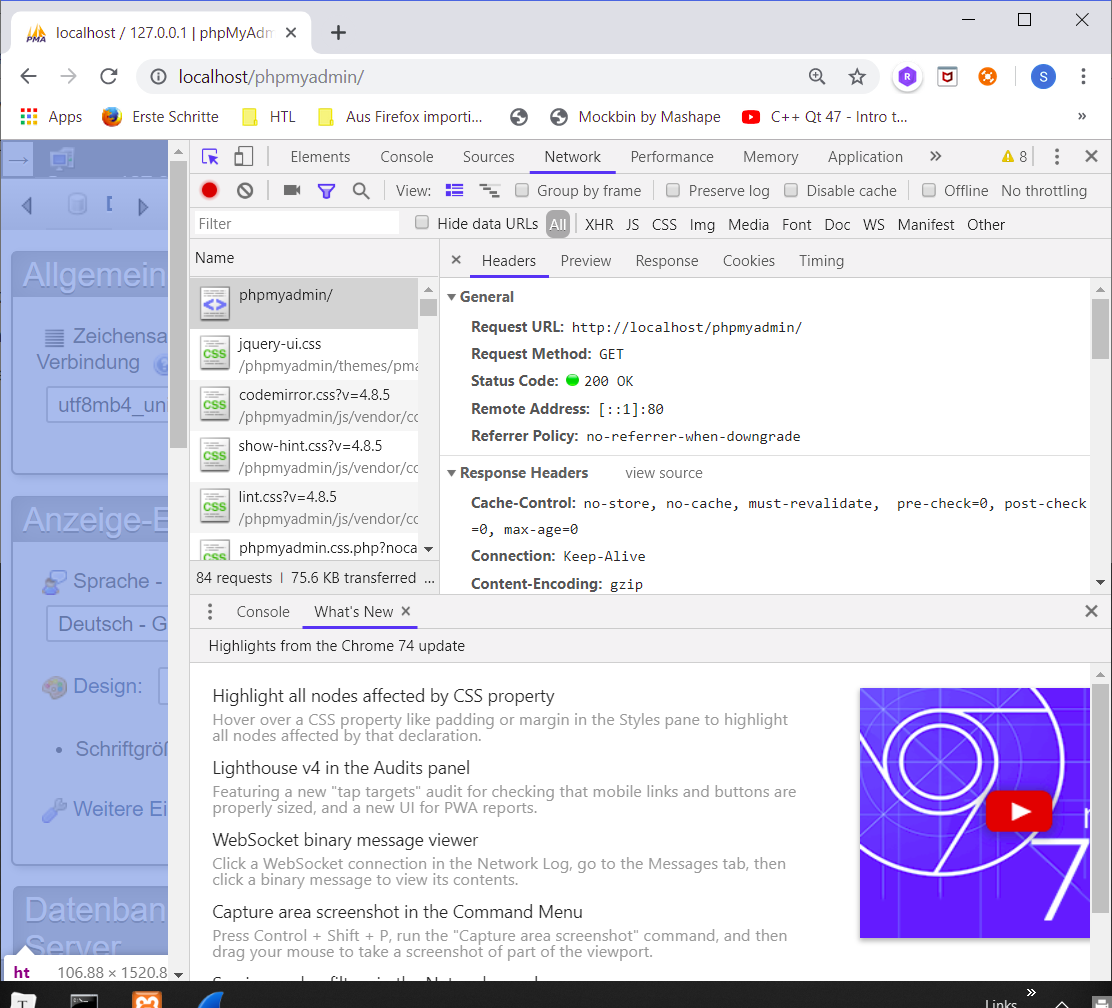 localhost / 127.0.0.1 | phpMyAdm
localhost/phpmyadmin/
R
S
Apps
Erste Schritte
HTL
Aus Firefox importi...
Mockbin by Mashape
C++ Qt 47 - Intro t...
»
Elements Console Sources Network Performance Memory Application » 8
View: Group by frame Preserve log Disable cache Offline No throttling
Filter Hide data URLs All XHR JS CSS Img Media Font Doc WS Manifest Other
Name
phpmyadmin/
jquery-ui.css
/phpmyadmin/themes/pma
codemirror.css?v=4.8.5
/phpmyadmin/js/vendor/cc
show-hint.css?v=4.8.5
/phpmyadmin/js/vendor/cc
lint.css?v=4.8.5
/phpmyadmin/js/vendor/cc
phpmyadmin.css.php?noca
84 requests | 75.6 KB transferred ...
Headers Preview Response Cookies Timing
General
Request URL: http://localhost/phpmyadmin/
Request Method: GET
Status Code: 200 OK
Remote Address: [::1]:80
Referrer Policy: no-referrer-when-downgrade
Response Headers view source
Cache-Control: no-store, no-cache, must-revalidate,  pre-check=0, post-check
=0, max-age=0
Connection: Keep-Alive
Content-Encoding: gzip
Allgemein
Zeichensa
Verbindung
utf8mb4_un
Anzeige-E
Sprache -
Deutsch - G
Design:
• Schriftgröß
Weitere Ei
Datenban
Server
ht 106.88 × 1520.8
Console What's New
Highlights from the Chrome 74 update
Highlight all nodes affected by CSS property
Hover over a CSS property like padding or margin in the Styles pane to highlight
all nodes affected by that declaration.
Lighthouse v4 in the Audits panel
Featuring a new "tap targets" audit for checking that mobile links and buttons are
properly sized, and a new UI for PWA reports.
WebSocket binary message viewer
Click a WebSocket connection in the Network Log, go to the Messages tab, then
click a binary message to view its contents.
Capture area screenshot in the Command Menu
Press Control + Shift + P, run the "Capture area screenshot" command, and then
drag your mouse to take a screenshot of part of the viewport.
7
Links »